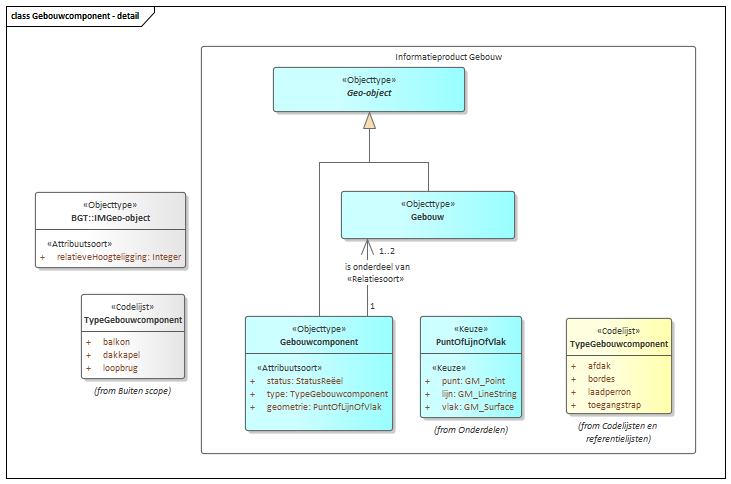 class Gebouwcomponent - detail
Informatieproduct Gebouw
«Objecttype»
Geo-object
«Objecttype»
BGT::IMGeo-object
«Attribuutsoort»
+ relatieveHoogteligging: Integer
«Objecttype»
Gebouw
1..2
is onderdeel van
«Relatiesoort»
1
«Codelijst»
TypeGebouwcomponent
+ balkon
+ dakkapel
+ loopbrug
(from Buiten scope)
«Objecttype»
Gebouwcomponent
«Attribuutsoort»
+ status: StatusReëel
+ type: TypeGebouwcomponent
+ geometrie: PuntOfLijnOfVlak
«Keuze»
PuntOfLijnOfVlak
«Keuze»
+ punt: GM_Point
+ lijn: GM_LineString
+ vlak: GM_Surface
(from Onderdelen)
«Codelijst»
TypeGebouwcomponent
+ afdak
+ bordes
+ laadperron
+ toegangstrap
(from Codelijsten en
referentielijsten)